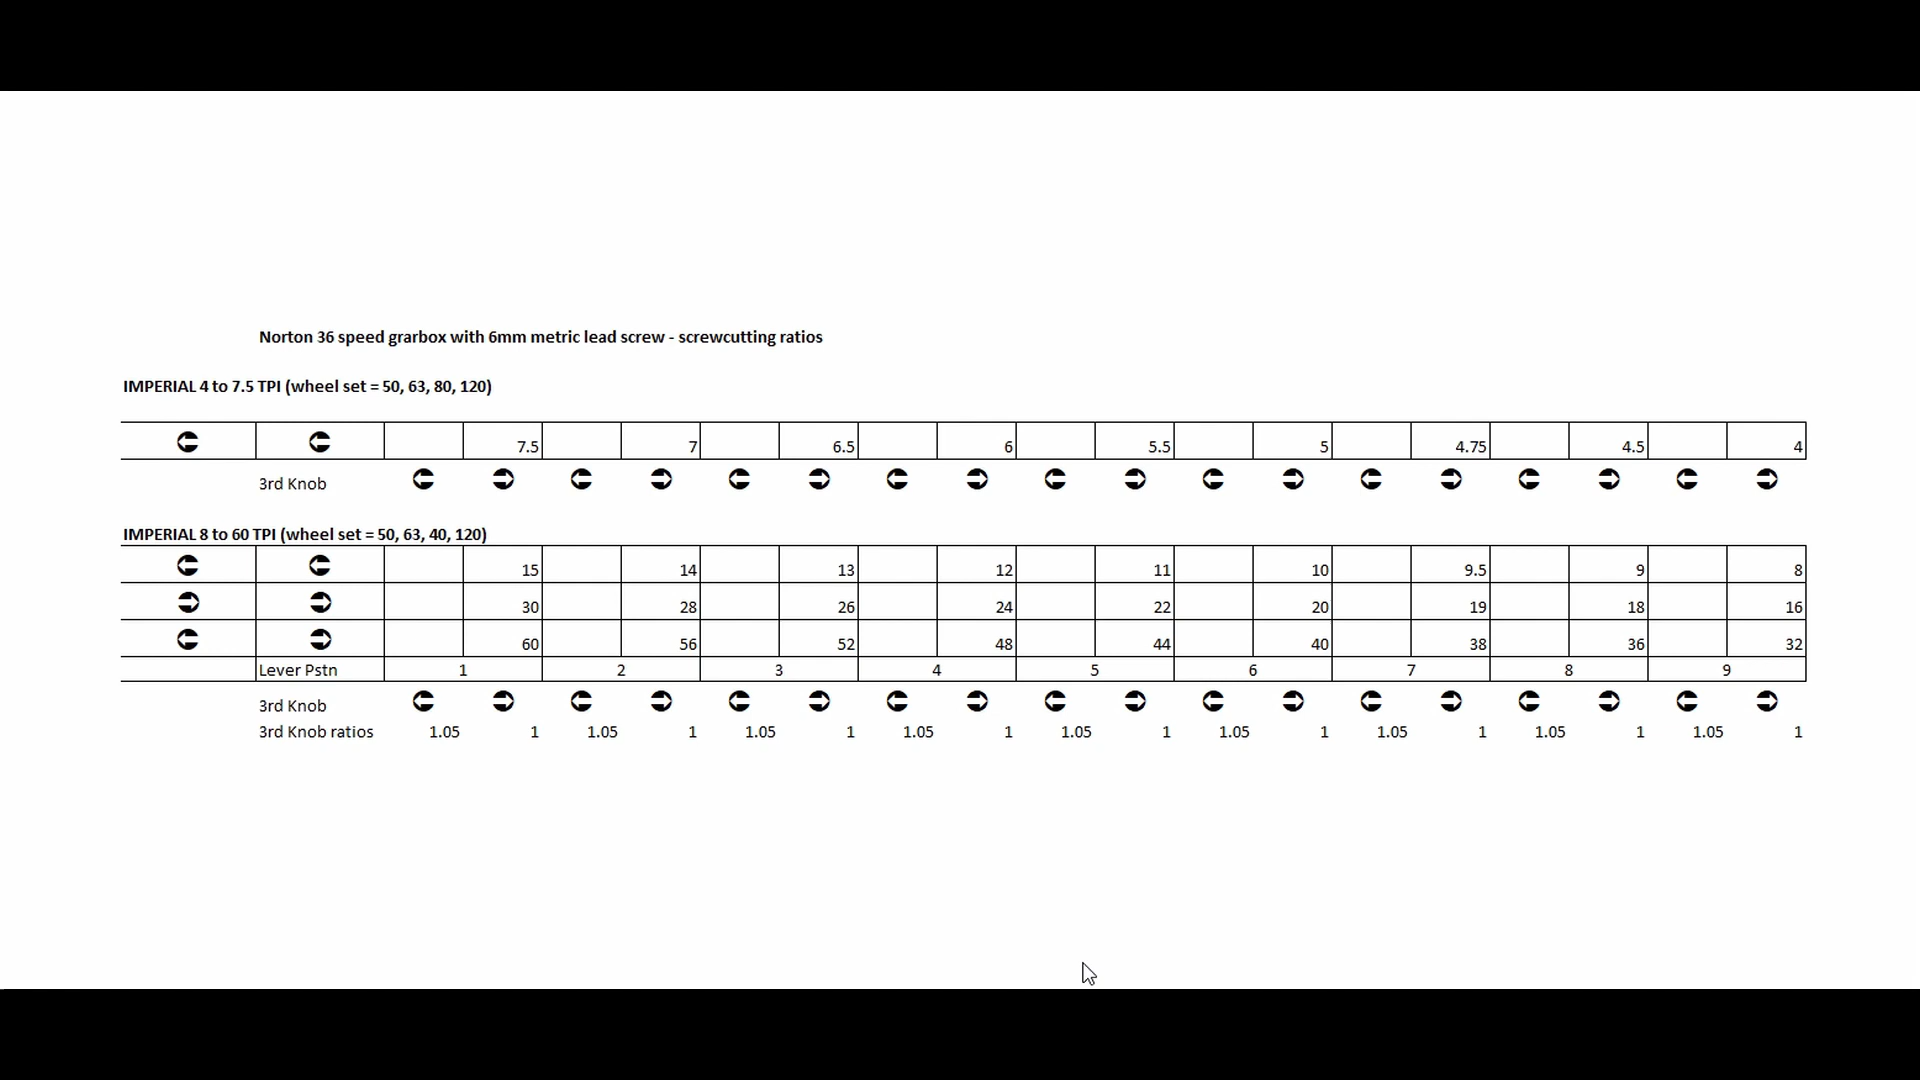 Norton 36 speed grarbox with 6mm metric lead screw - screwcutting ratios
IMPERIAL 4 to 7.5 TPI (wheel set = 50, 63, 80, 120)
7.5 7 6.5 6 5.5 5 4.75 4.5 4
3rd Knob
IMPERIAL 8 to 60 TPI (wheel set = 50, 63, 40, 120)
15 14 13 12 11 10 9.5 9 8
30 28 26 24 22 20 19 18 16
60 56 52 48 44 40 38 36 32
Lever Pstn 1 2 3 4 5 6 7 8 9
3rd Knob
3rd Knob ratios 1.05 1 1.05 1 1.05 1 1.05 1 1.05 1 1.05 1 1.05 1 1.05 1 1.05 1